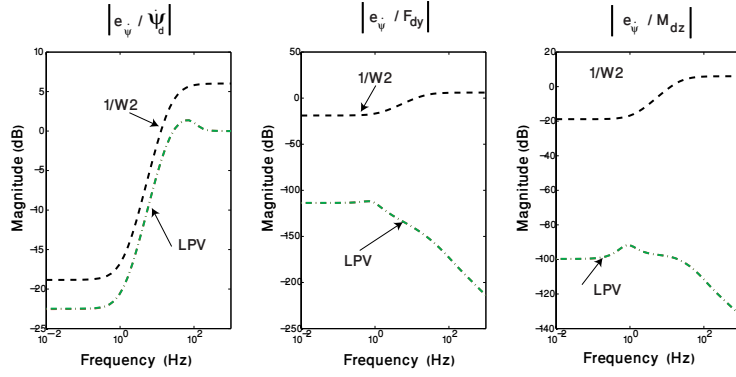 | e_ψ̇ / ψ̇_d |
10
5
0
−5
−10
−15
−20
−25
10^−2
10^0
10^2
Magnitude (dB)
Frequency (Hz)
1/W2
LPV
| e_ψ̇ / F_dy |
50
0
−50
−100
−150
−200
−250
10^−2
10^0
10^2
Magnitude (dB)
Frequency (Hz)
1/W2
LPV
| e_ψ̇ / M_dz |
20
0
−20
−40
−60
−80
−100
−120
−140
10^−2
10^0
10^2
Magnitude (dB)
Frequency (Hz)
1/W2
LPV